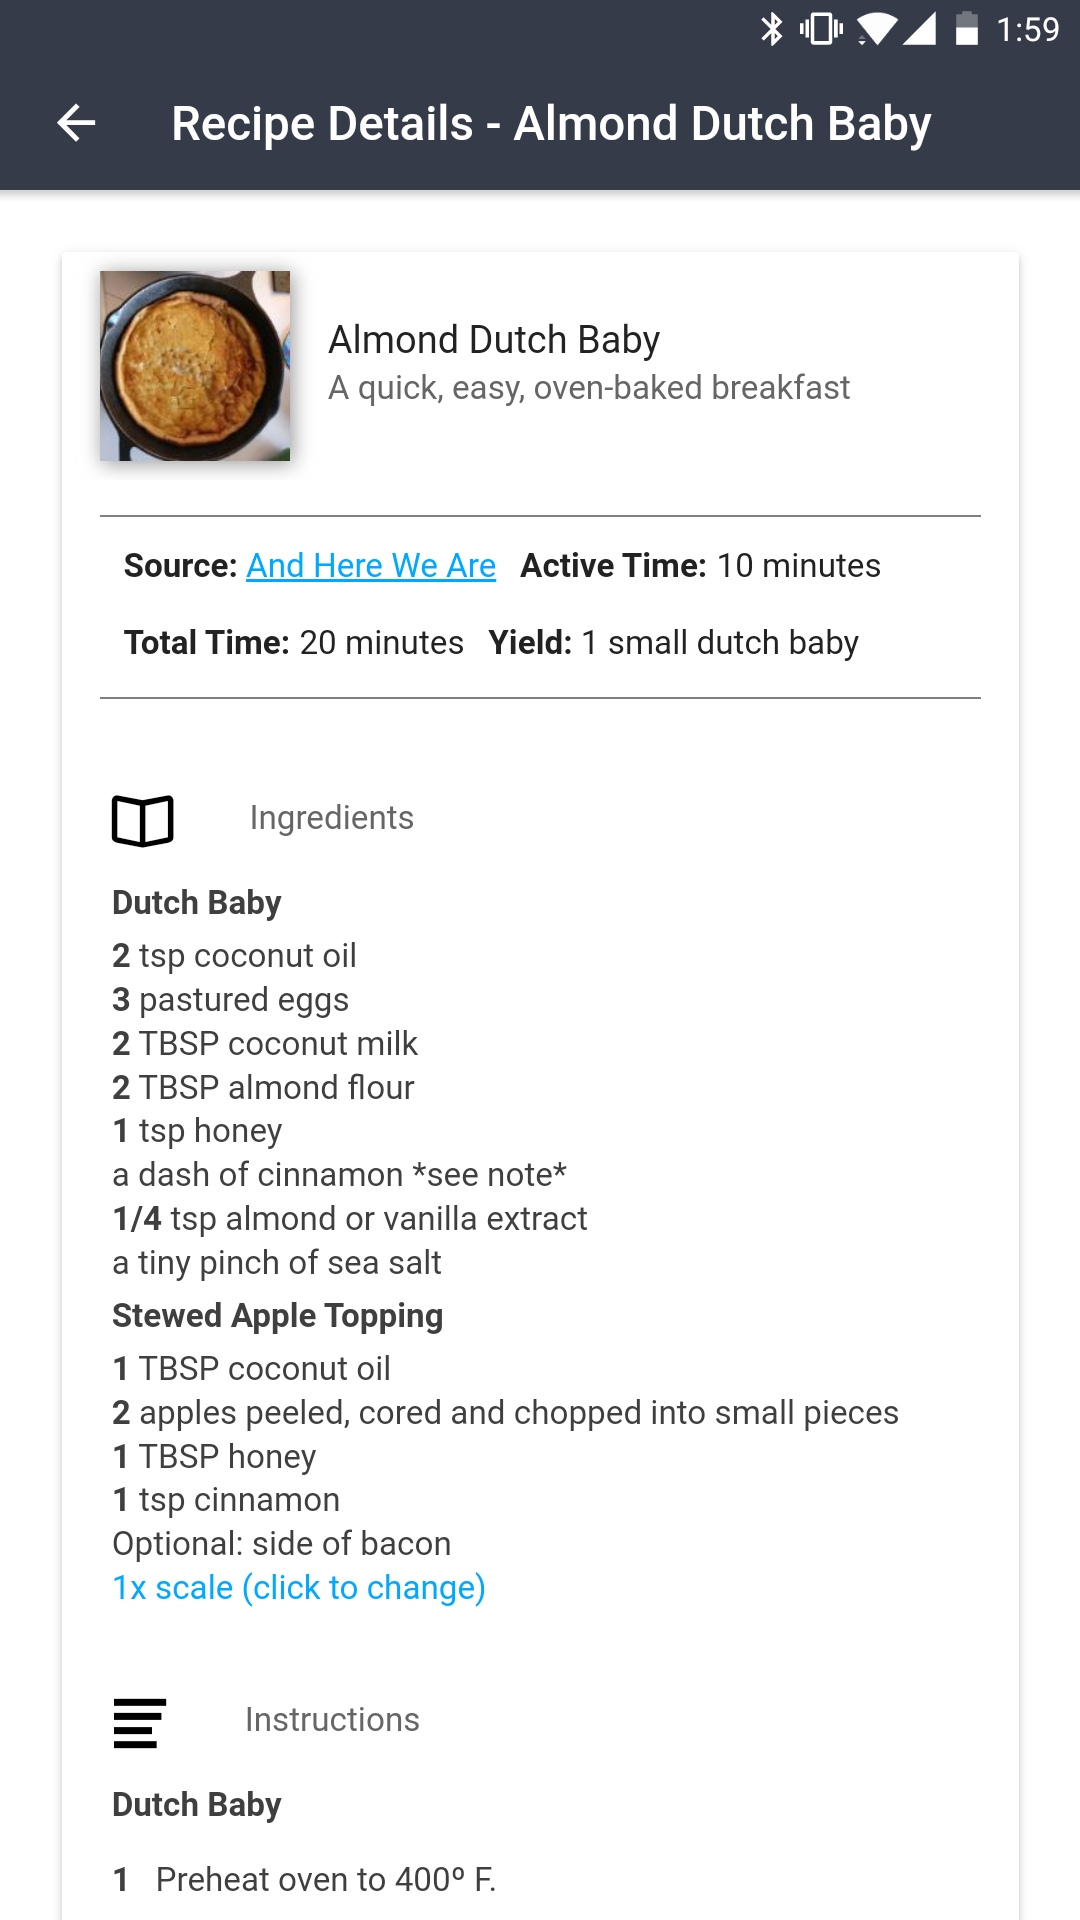 1:59
Recipe Details - Almond Dutch Baby
Almond Dutch Baby
A quick, easy, oven-baked breakfast
Source: And Here We Are Active Time: 10 minutes
Total Time: 20 minutes Yield: 1 small dutch baby
Ingredients
Dutch Baby
2 tsp coconut oil
3 pastured eggs
2 TBSP coconut milk
2 TBSP almond flour
1 tsp honey
a dash of cinnamon *see note*
1/4 tsp almond or vanilla extract
a tiny pinch of sea salt
Stewed Apple Topping
1 TBSP coconut oil
2 apples peeled, cored and chopped into small pieces
1 TBSP honey
1 tsp cinnamon
Optional: side of bacon
1x scale (click to change)
Instructions
Dutch Baby
1 Preheat oven to 400º F.